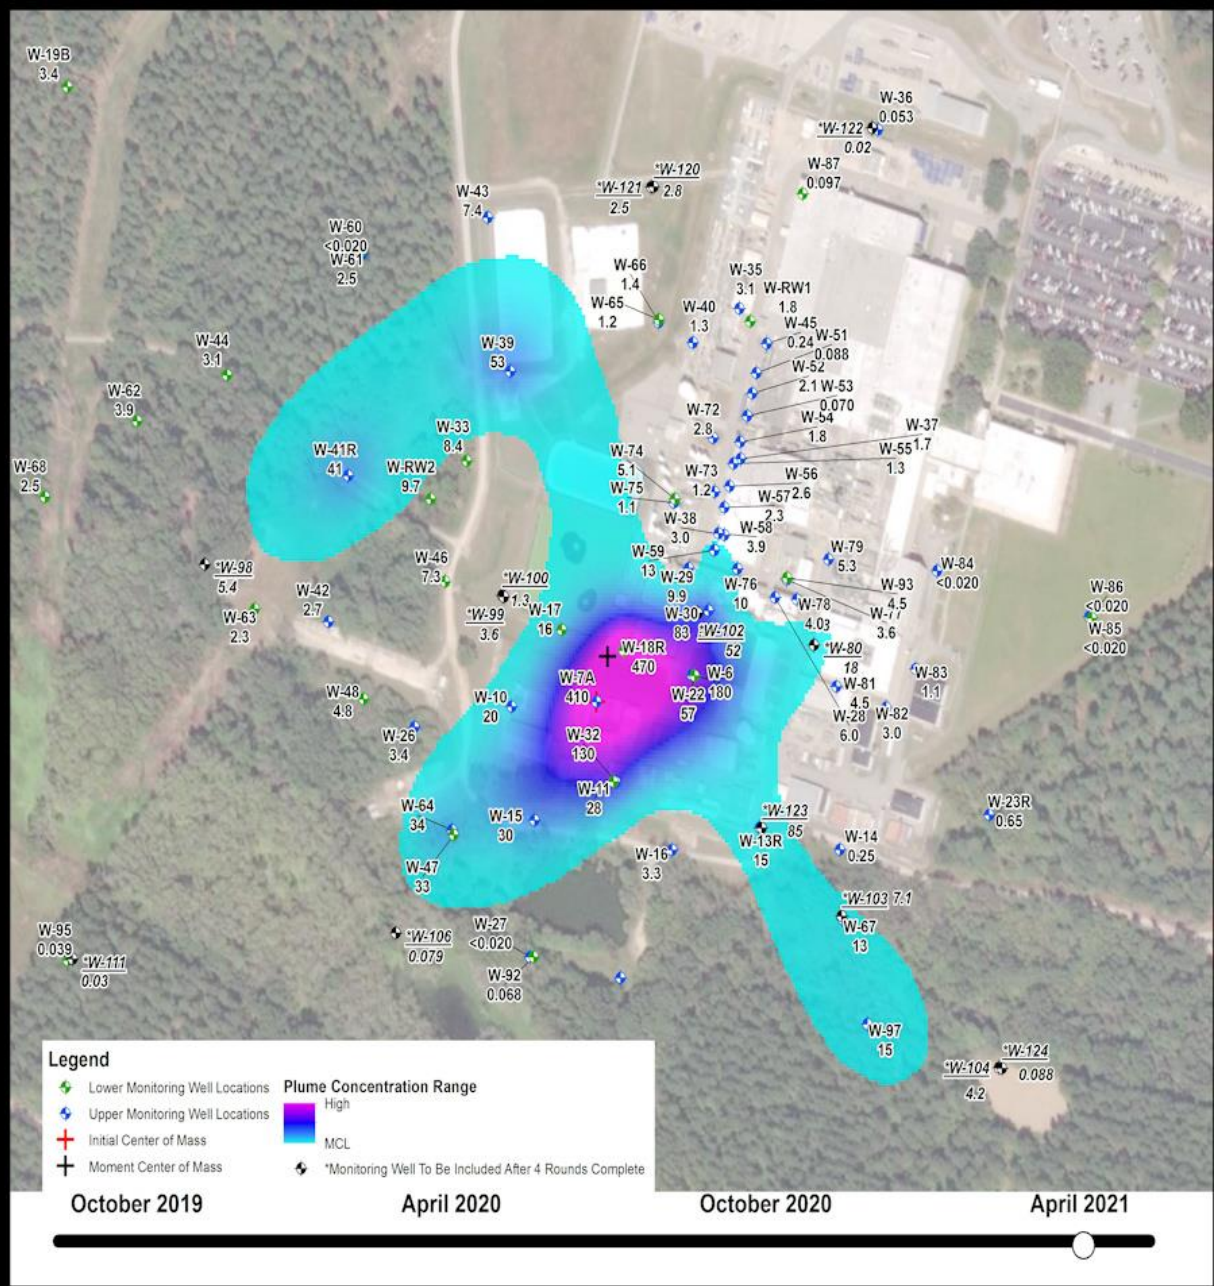 W-19B
3.4
W-36
0.053
*W-122
0.02
W-87
0.097
*W-120
2.8
*W-121
2.5
W-43
7.4
W-60
<0.020
W-61
2.5
W-66
1.4
W-65
1.2
W-35
3.1
W-RW1
1.8
W-40
1.3
W-45
0.24
W-51
0.088
W-52
2.1
W-53
0.070
W-54
1.8
W-37
1.7
W-55
1.3
W-44
3.1
W-39
53
W-62
3.9
W-33
8.4
W-72
2.8
W-74
5.1
W-41R
41
W-RW2
9.7
W-68
2.5
W-75
1.1
W-73
1.2
W-56
2.6
W-57
2.3
W-38
3.0
W-58
3.9
W-59
13
W-79
5.3
W-84
<0.020
W-46
7.3
*W-98
5.4
*W-100
1.3
W-29
9.9
W-76
10
W-93
4.5
W-77
3.6
W-86
<0.020
W-85
<0.020
W-63
2.3
W-42
2.7
*W-99
3.6
W-17
16
W-30
83
*W-102
52
W-78
4.03
*W-80
18
W-18R
470
W-7A
410
W-6
180
W-22
57
W-81
4.5
W-83
1.1
W-48
4.8
W-10
20
W-28
6.0
W-82
3.0
W-26
3.4
W-32
130
W-11
28
W-64
34
W-15
30
*W-123
85
W-13R
15
W-14
0.25
W-23R
0.65
W-47
33
W-16
3.3
*W-103 7.1
W-67
13
W-95
0.039
*W-111
0.03
*W-106
0.079
W-27
<0.020
W-92
0.068
W-97
15
*W-124
0.088
*W-104
4.2
Legend
Lower Monitoring Well Locations
Upper Monitoring Well Locations
Initial Center of Mass
Moment Center of Mass
Plume Concentration Range
High
MCL
*Monitoring Well To Be Included After 4 Rounds Complete
October 2019
April 2020
October 2020
April 2021